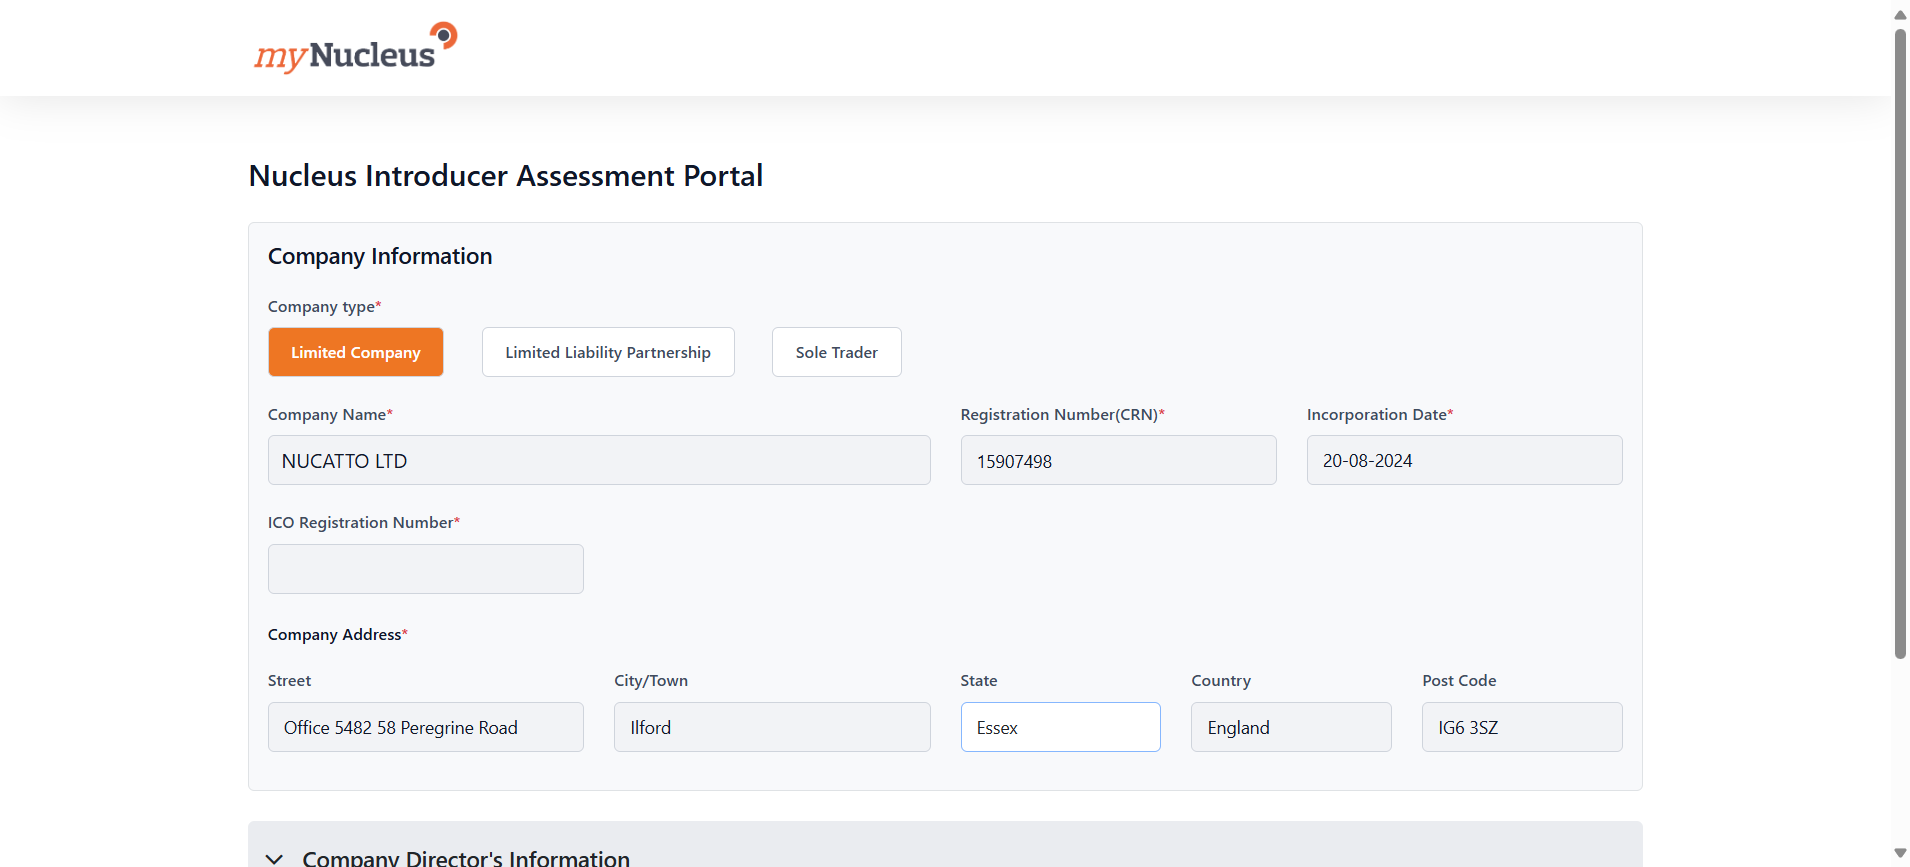 myNucleus
Nucleus Introducer Assessment Portal
Company Information
Company type*
Limited Company
Limited Liability Partnership
Sole Trader
Company Name*
Registration Number(CRN)*
Incorporation Date*
NUCATTO LTD
15907498
20-08-2024
ICO Registration Number*
Company Address*
Street
City/Town
State
Country
Post Code
Office 5482 58 Peregrine Road
Ilford
Essex
England
IG6 3SZ
Company Director's Information